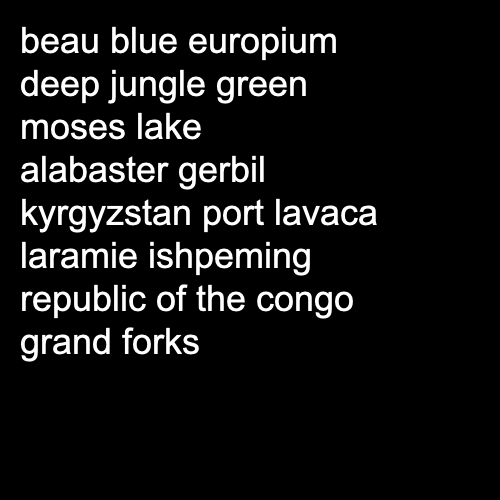 beau blue europium
deep jungle green
moses lake
alabaster gerbil
kyrgyzstan port lavaca
laramie ishpeming
republic of the congo
grand forks